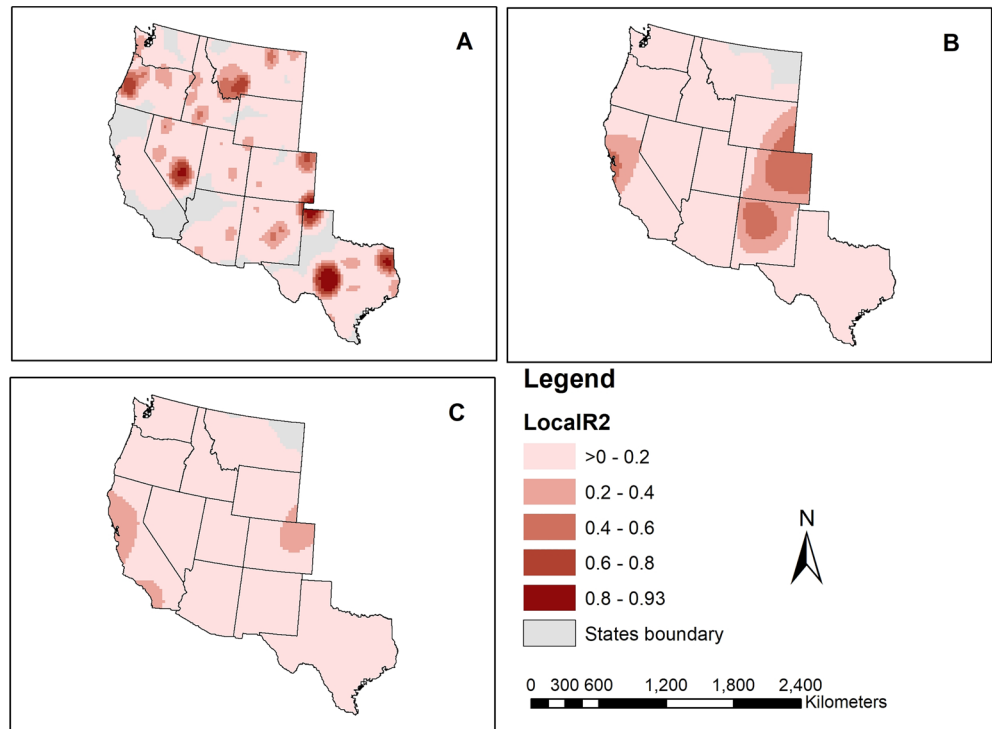 A
B
C
Legend
LocalR2
>0 - 0.2
0.2 - 0.4
0.4 - 0.6
0.6 - 0.8
0.8 - 0.93
States boundary
N
0 300 600 1,200 1,800 2,400
Kilometers